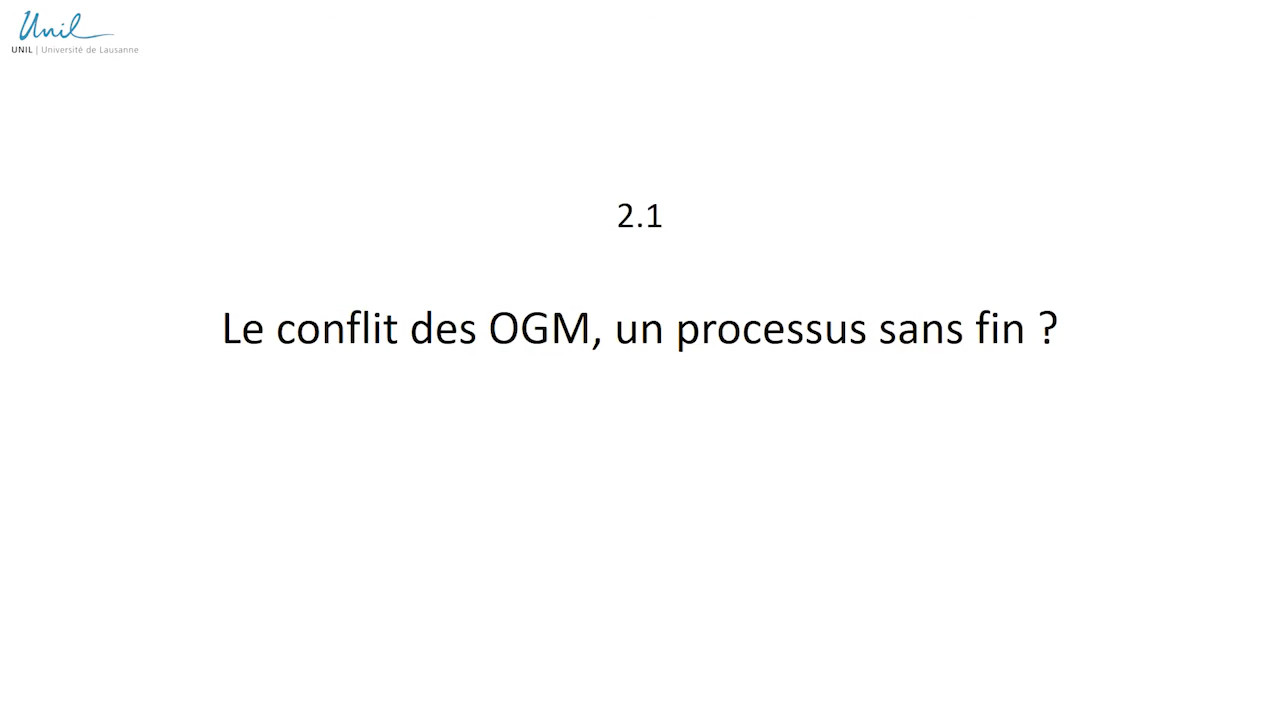 Unil
UNIL | Université de Lausanne
2.1
Le conflit des OGM, un processus sans fin ?